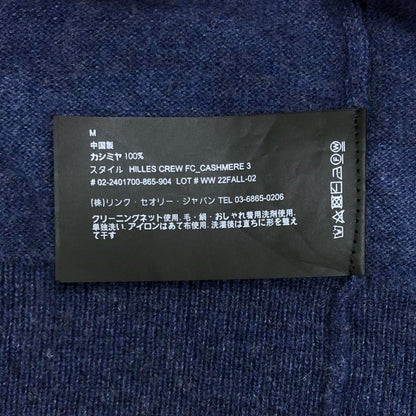 M
中国製
カシミヤ 100%
スタイル HILLES CREW FC_CASHMERE 3
# 02-2401700-865-904 LOT # WW 22FALL-02
(株)リンク・セオリー・ジャパン TEL 03-6865-0206
クリーニングネット使用. 毛・絹・おしゃれ着用洗剤使用.
単独洗い. アイロンはあて布使用. 洗濯後は直ちに形を整え
て干す